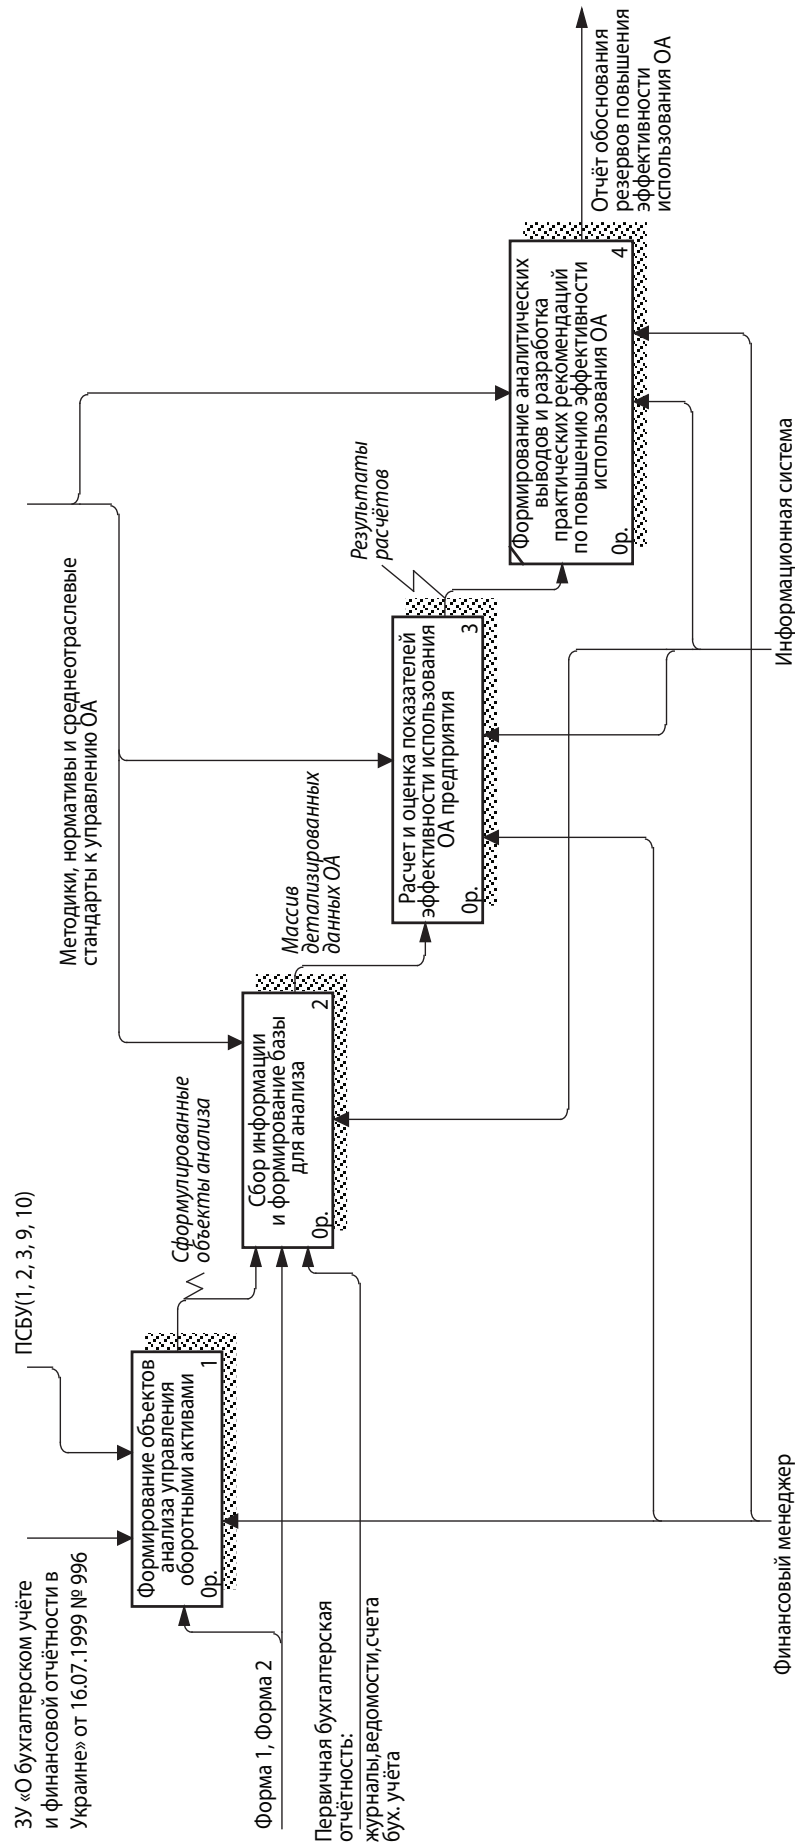 ЗУ «О бухгалтерском учёте
и финансовой отчётности в
Украине» от 16.07.1999 № 996
ПСБУ(1, 2, 3, 9, 10)
Методики, нормативы и среднеотраслевые
стандарты к управлению ОА
Форма 1, Форма 2
Первичная бухгалтерская
отчётность:
журналы,ведомости,счета
бух. учёта
Формирование объектов
анализа управления
оборотными активами
0р.
1
Сформулированные
объекты анализа
Сбор информации
и формирование базы
для анализа
0р.
2
Массив
детализированных
данных ОА
Расчет и оценка показателей
эффективности использования
ОА предприятия
0р.
3
Результаты
расчётов
Формирование аналитических
выводов и разработка
практических рекомендаций
по повышению эффективности
использования ОА
0р.
4
Отчёт обоснования
резервов повышения
эффективности
использования ОА
Финансовый менеджер
Информационная система